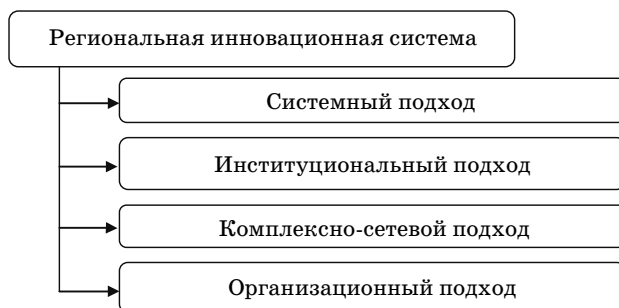 Региональная инновационная система
Системный подход
Институциональный подход
Комплексно-сетевой подход
Организационный подход